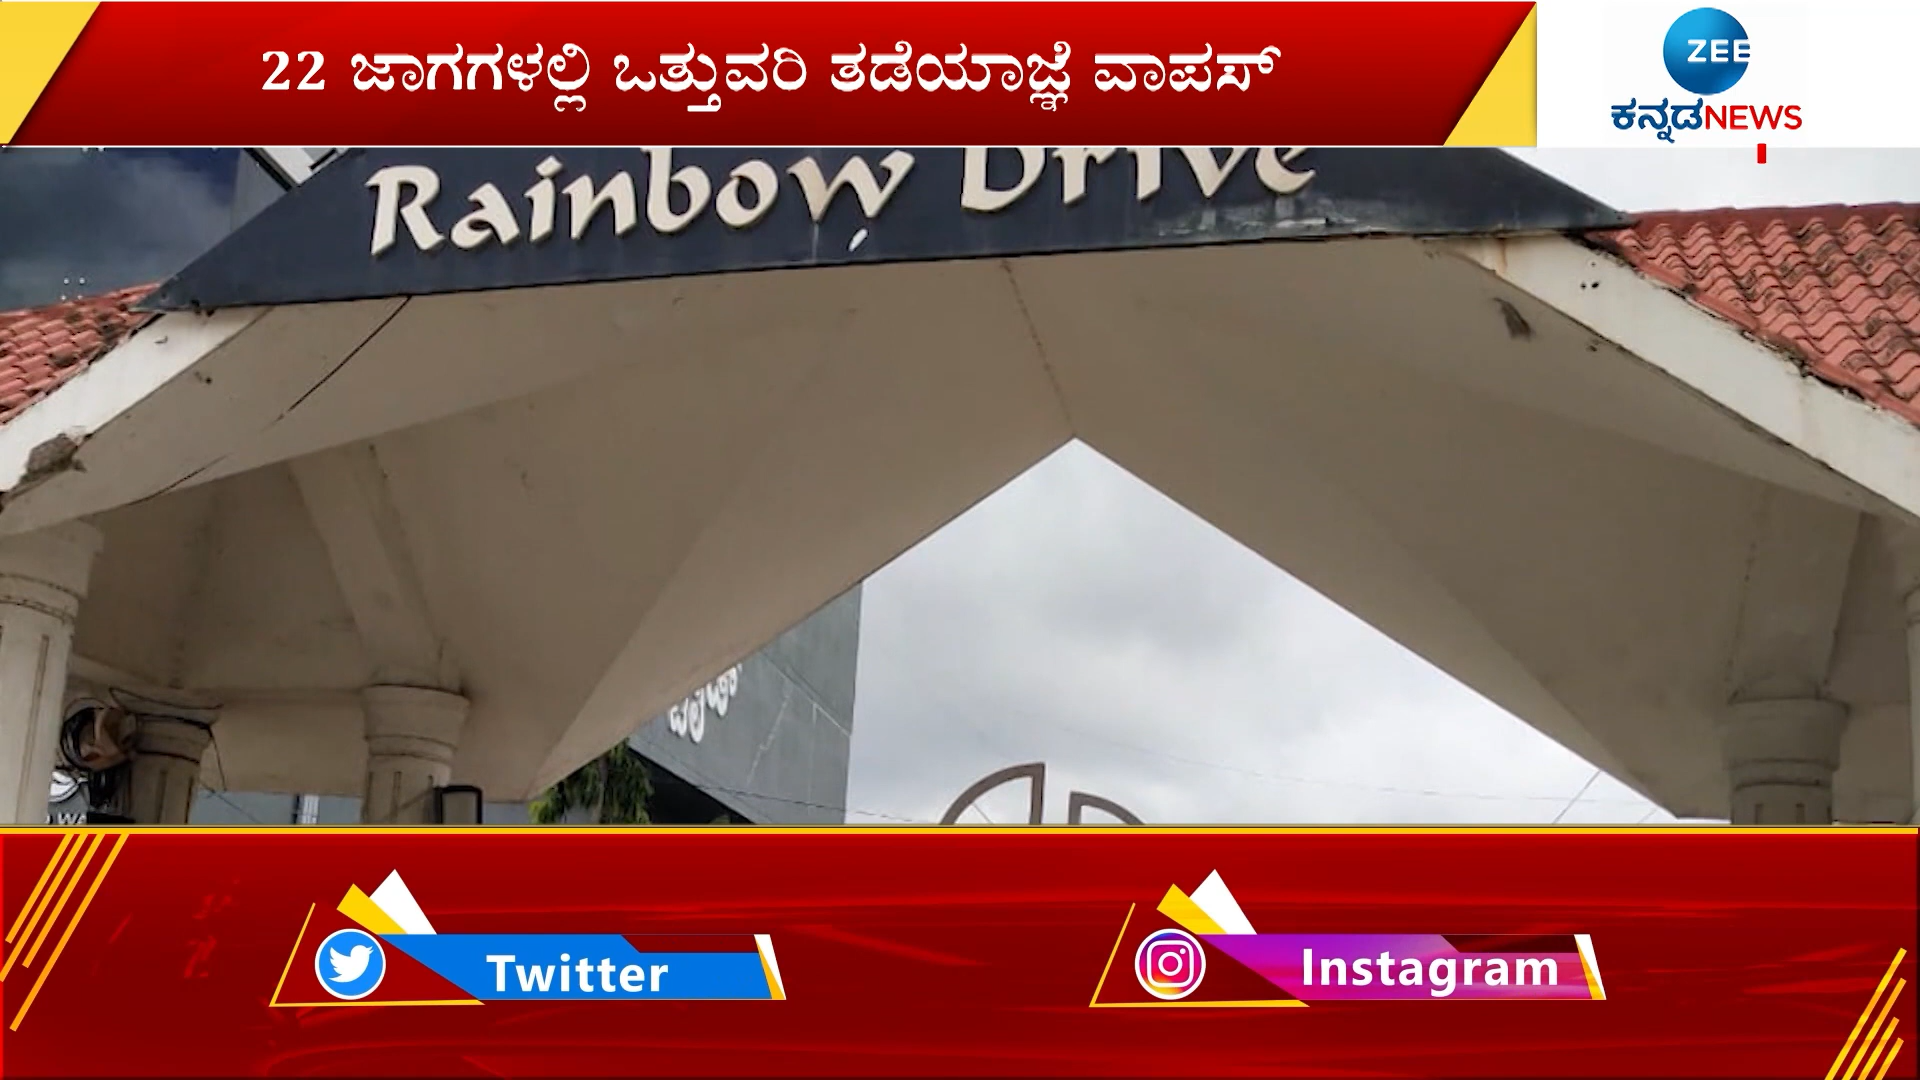 22 ಜಾಗಗಳಲ್ಲಿ ಒತ್ತುವರಿ ತಡೆಯಾಜ್ಞೆ ವಾಪಸ್
ZEE
ಕನ್ನಡNEWS
Rainbow Drive
Twitter
Instagram